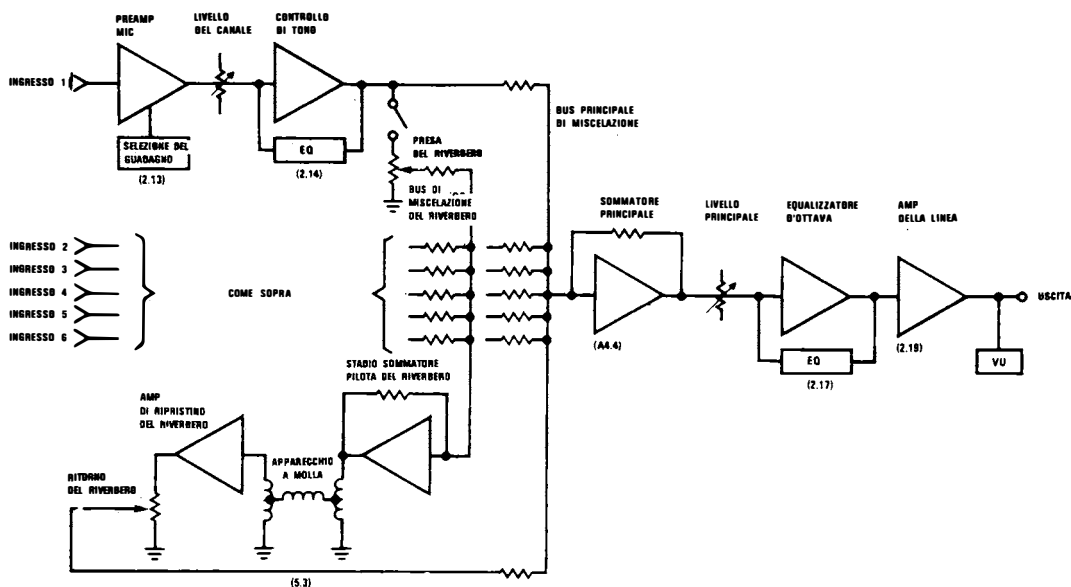 PREAMP
MIC
LIVELLO
DEL CANALE
CONTROLLO
DI TONO
INGRESSO 1
SELEZIONE DEL
GUADAGNO
(2.13)
EQ
(2.14)
PRESA
DEL RIVERBERO
BUS DI
MISCELAZIONE
DEL RIVERBERO
BUS PRINCIPALE
DI MISCELAZIONE
INGRESSO 2
INGRESSO 3
INGRESSO 4
INGRESSO 5
INGRESSO 6
COME SOPRA
SOMMATORE
PRINCIPALE
(A4.4)
LIVELLO
PRINCIPALE
EQUALIZZATORE
D'OTTAVA
EQ
(2.17)
AMP
DELLA LINEA
(2.19)
USCITA
VU
STADIO SOMMATORE
PILOTA DEL RIVERBERO
AMP
DI RIPRISTINO
DEL RIVERBERO
APPARECCHIO
A MOLLA
RITORNO
DEL RIVERBERO
(5.3)